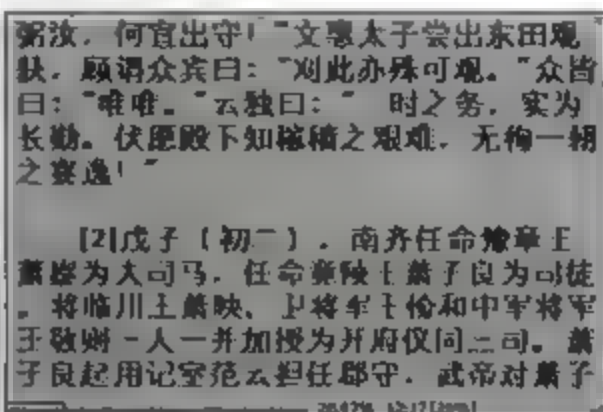 弼汝，何宜出守！”文惠太子尝出东田观
获，顾谓众宾曰：“刈此亦殊可观。”众皆
曰：“唯唯。”云独曰：“ 时之务，实为
长勤。伏愿殿下知稼穑之艰难，无徇一朝
之宴逸！”
[2]戊子（初二），南齐任命豫章王
萧嶷为大司马，任命竟陵王萧子良为司徒
。将临川王萧映、卫将军王俭和中军将军
王敬则 人一并加授为开府仪同三司。萧
子良起用记室范云担任郡守，武帝对萧子